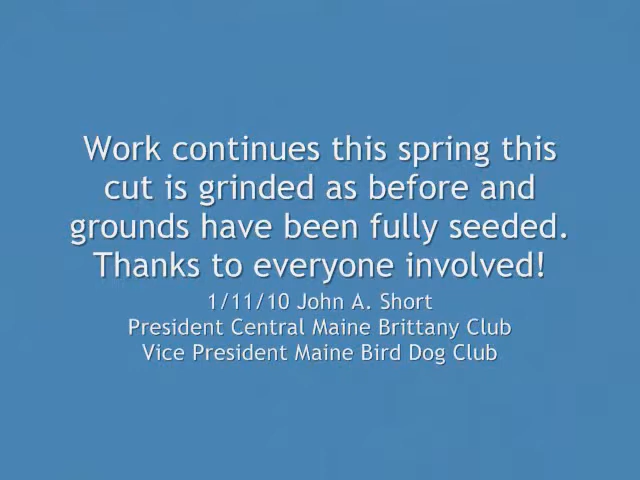 Work continues this spring this
cut is grinded as before and
grounds have been fully seeded.
Thanks to everyone involved!
1/11/10 John A. Short
President Central Maine Brittany Club
Vice President Maine Bird Dog Club